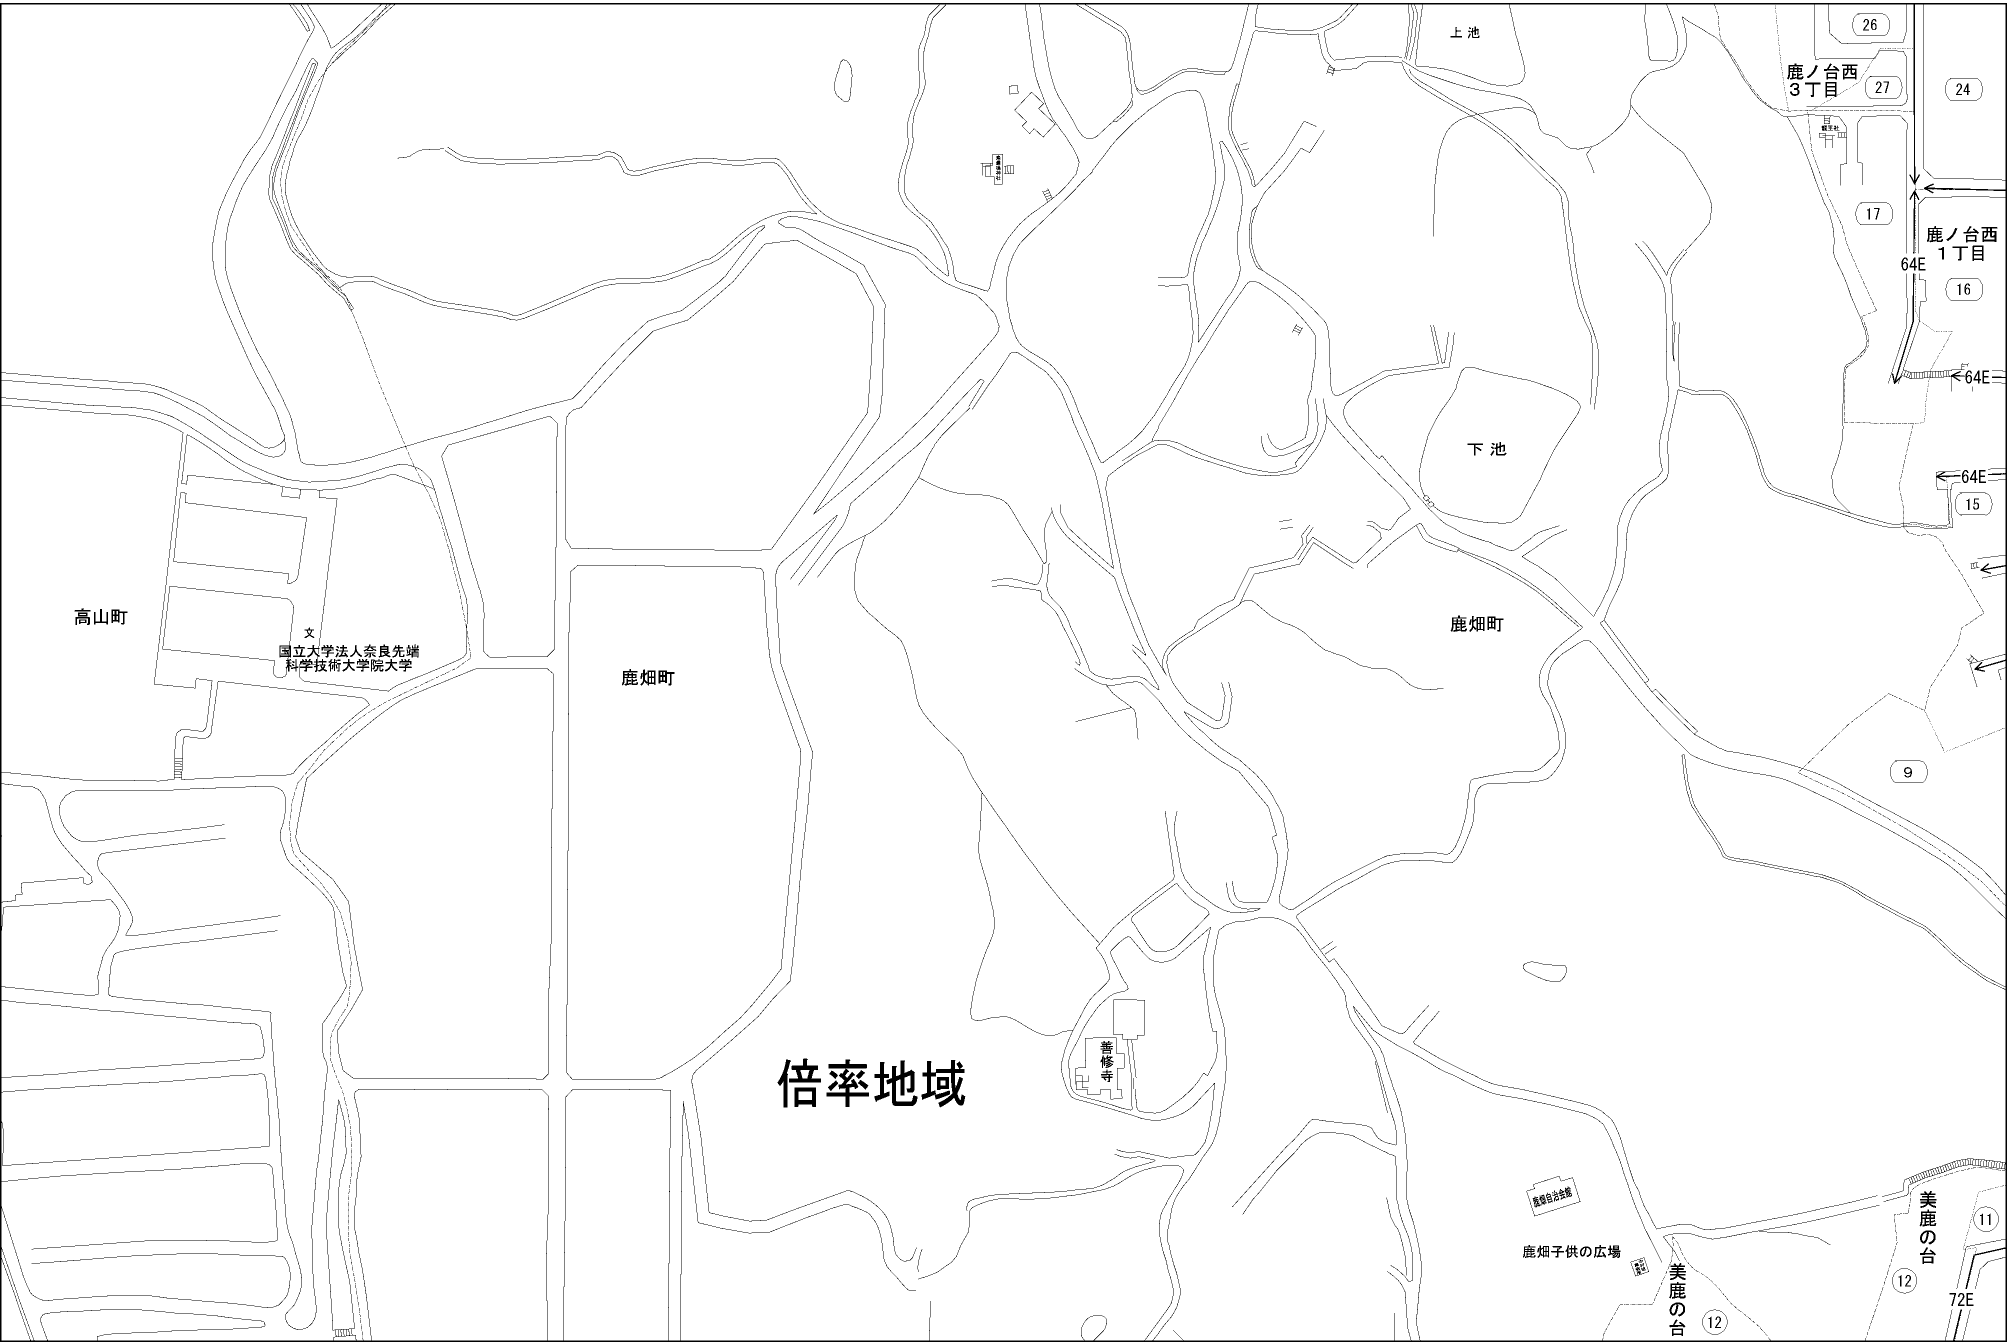 上池
26
鹿ノ台西
3丁目
27
24
17
鹿ノ台西
1丁目
64E
16
64E
下池
64E
15
高山町
文
国立大学法人奈良先端
科学技術大学院大学
鹿畑町
鹿畑町
9
善修寺
倍率地域
鹿畑自治会館
鹿畑子供の広場
美鹿の台
11
12
美鹿の台
12
72E